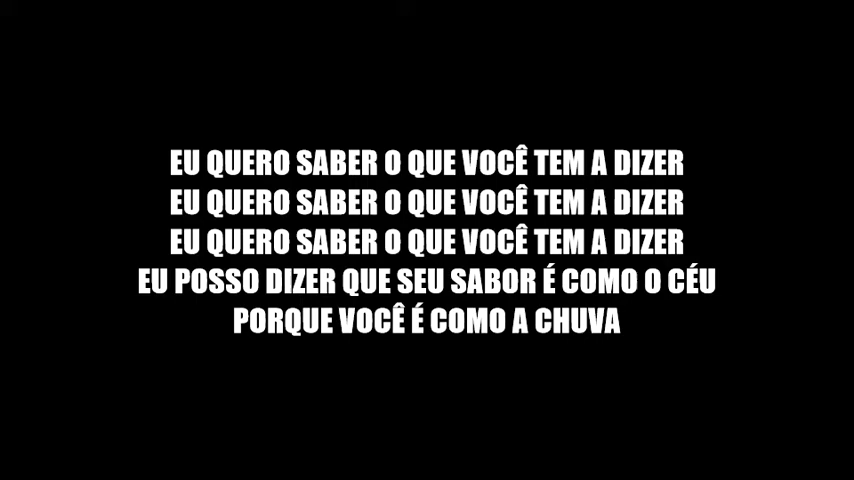 EU QUERO SABER O QUE VOCÊ TEM A DIZER
EU QUERO SABER O QUE VOCÊ TEM A DIZER
EU QUERO SABER O QUE VOCÊ TEM A DIZER
EU POSSO DIZER QUE SEU SABOR É COMO O CÉU
PORQUE VOCÊ É COMO A CHUVA